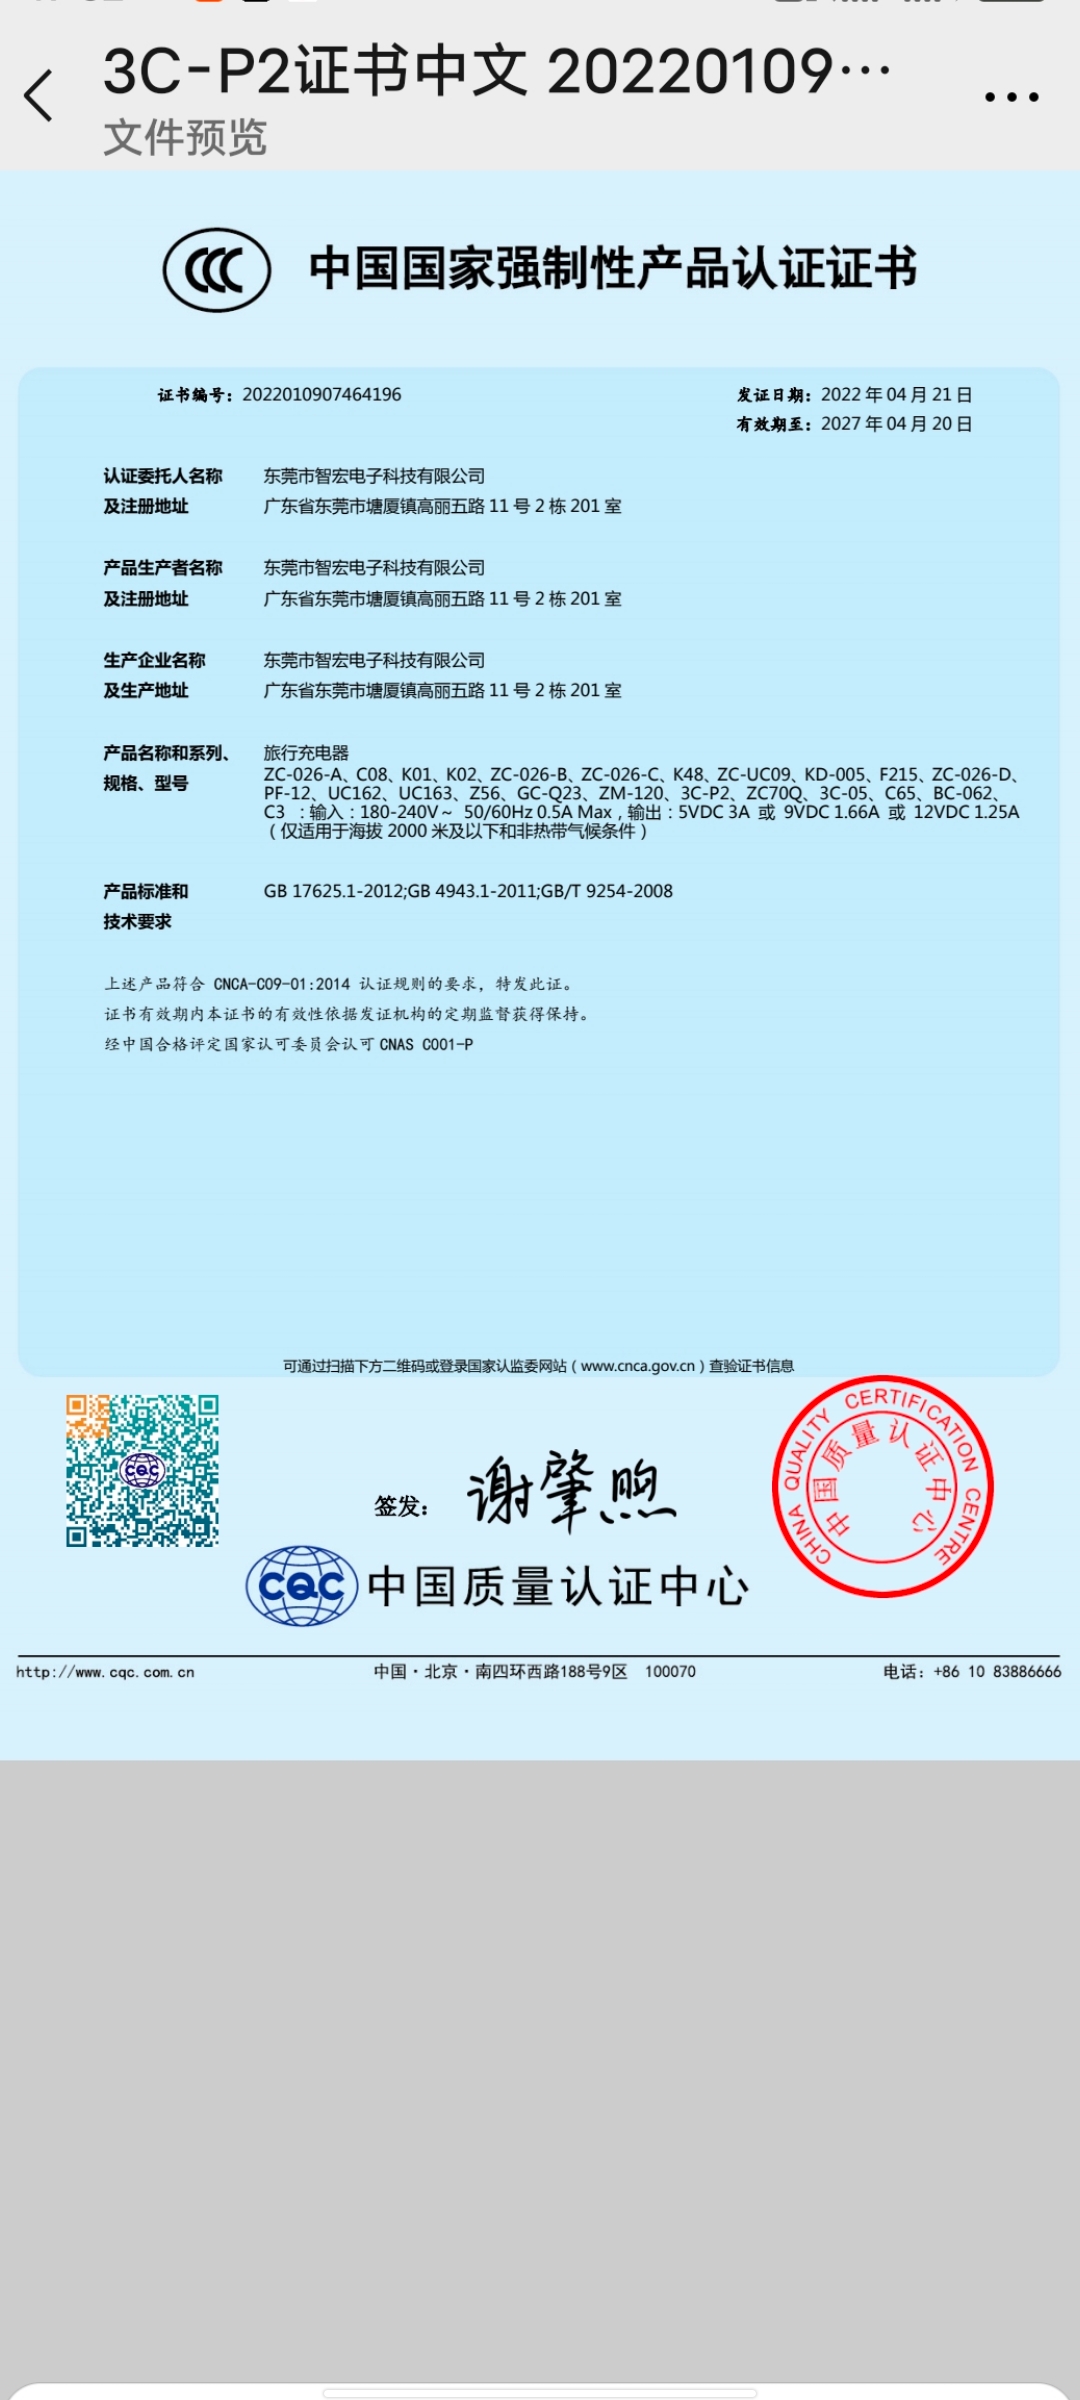 3C-P2证书中文 20220109…
文件预览
中国国家强制性产品认证证书
证书编号：2022010907464196
发证日期：2022 年 04 月 21 日
有效期至：2027 年 04 月 20 日
认证委托人名称 东莞市智宏电子科技有限公司
及注册地址 广东省东莞市塘厦镇高丽五路 11 号 2 栋 201 室
产品生产者名称 东莞市智宏电子科技有限公司
及注册地址 广东省东莞市塘厦镇高丽五路 11 号 2 栋 201 室
生产企业名称 东莞市智宏电子科技有限公司
及生产地址 广东省东莞市塘厦镇高丽五路 11 号 2 栋 201 室
产品名称和系列、 旅行充电器
规格、型号 ZC-026-A、C08、K01、K02、ZC-026-B、ZC-026-C、K48、ZC-UC09、KD-005、F215、ZC-026-D、
PF-12、UC162、UC163、Z56、GC-Q23、ZM-120、3C-P2、ZC70Q、3C-05、C65、BC-062、
C3 ：输入：180-240V～ 50/60Hz 0.5A Max，输出：5VDC 3A 或 9VDC 1.66A 或 12VDC 1.25A
（仅适用于海拔 2000 米及以下和非热带气候条件）
产品标准和 GB 17625.1-2012;GB 4943.1-2011;GB/T 9254-2008
技术要求
上述产品符合 CNCA-C09-01:2014 认证规则的要求，特发此证。
证书有效期内本证书的有效性依据发证机构的定期监督获得保持。
经中国合格评定国家认可委员会认可 CNAS C001-P
可通过扫描下方二维码或登录国家认监委网站（www.cnca.gov.cn）查验证书信息
CQC
签发：谢肇煦
CHINA QUALITY CERTIFICATION CENTRE
中国质量认证中心
CQC 中国质量认证中心
http://www.cqc.com.cn
中国·北京·南四环西路188号9区 100070
电话：+86 10 83886666